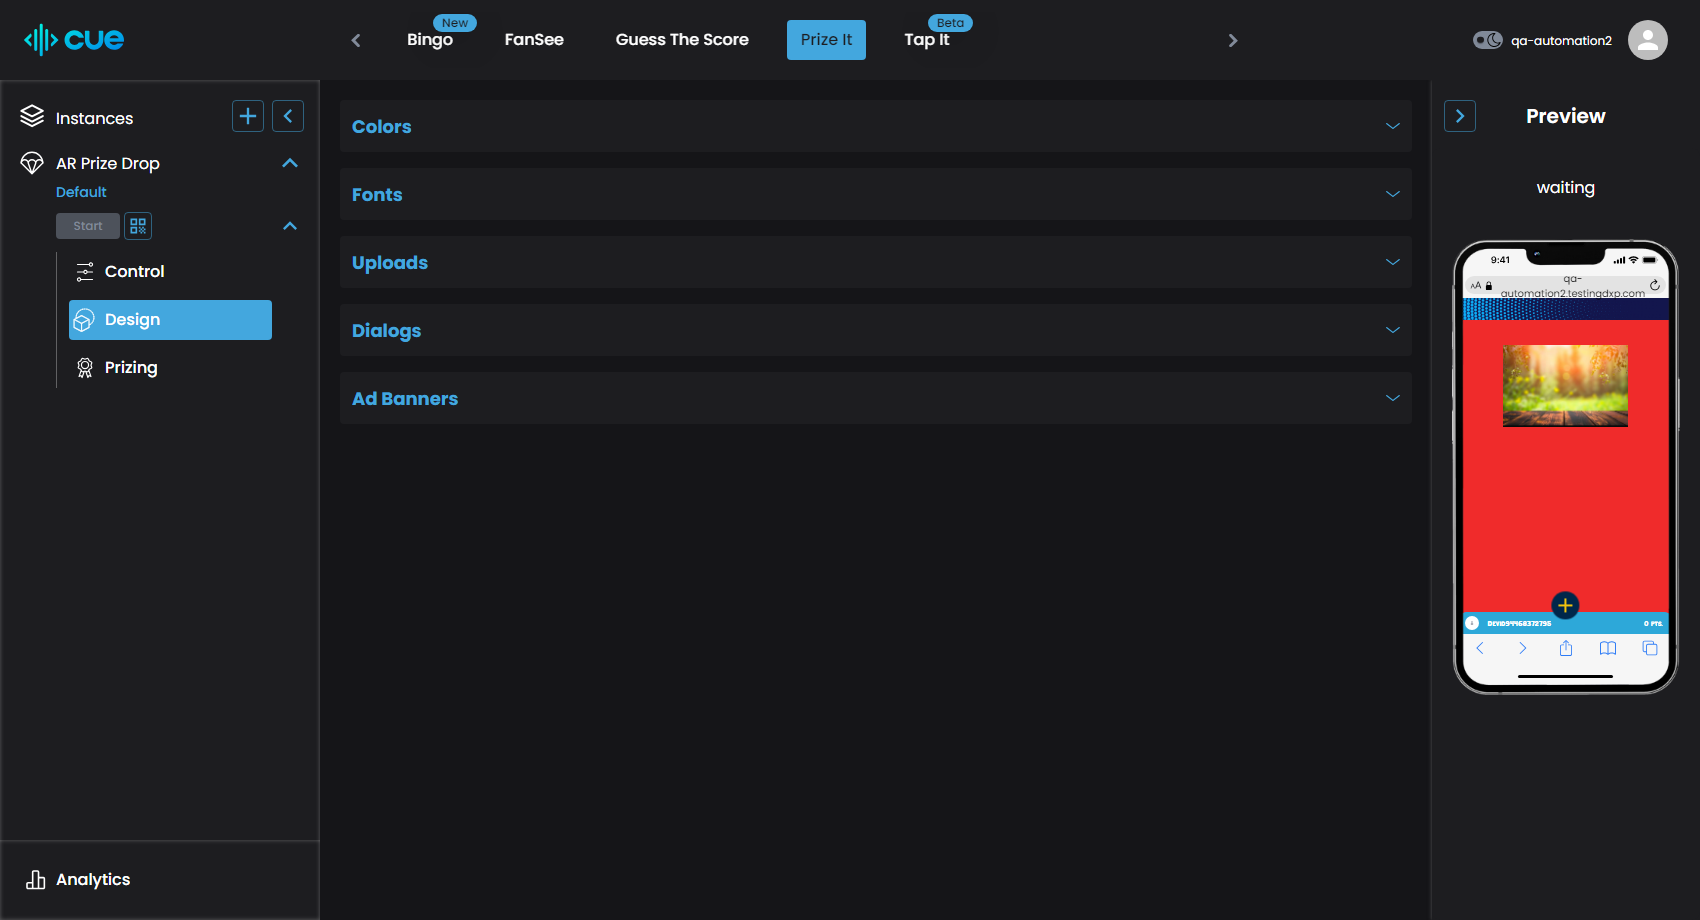 cue
Bingo
New
FanSee
Guess The Score
Prize It
Tap It
Beta
qa-automation2
Instances
AR Prize Drop
Default
Start
Control
Design
Prizing
Analytics
Colors
Fonts
Uploads
Dialogs
Ad Banners
Preview
waiting
9:41
AA
qa-
automation2.testingdxp.com
0 PTS.